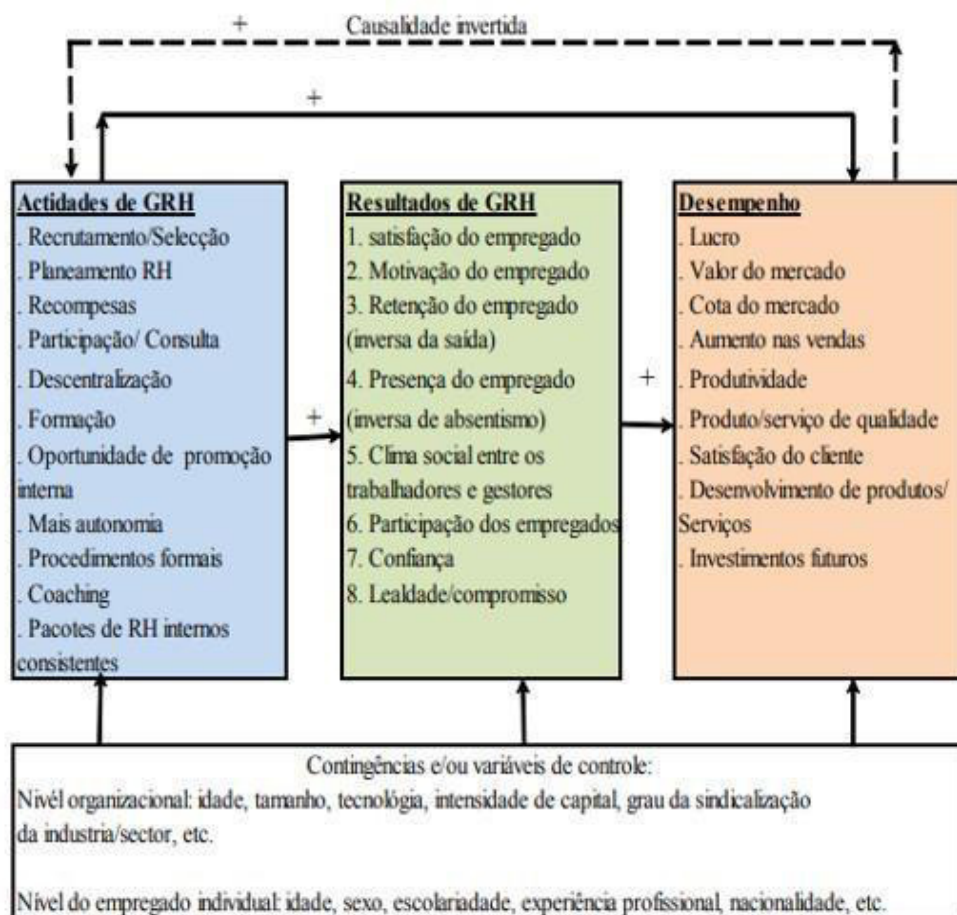 +
Causalidade invertida
+
Actidades de GRH
. Recrutamento/Selecção
. Planeamento RH
. Recompesas
. Participação/ Consulta
. Descentralização
. Formação
. Oportunidade de promoção
interna
. Mais autonomia
. Procedimentos formais
. Coaching
. Pacotes de RH internos
consistentes
+
Resultados de GRH
1. satisfação do empregado
2. Motivação do empregado
3. Retenção do empregado
(inversa da saída)
4. Presença do empregado
(inversa de absentismo)
5. Clima social entre os
trabalhadores e gestores
6. Participação dos empregados
7. Confiança
8. Lealdade/compromisso
+
Desempenho
. Lucro
. Valor do mercado
. Cota do mercado
. Aumento nas vendas
. Produtividade
. Produto/serviço de qualidade
. Satisfação do cliente
. Desenvolvimento de produtos/
Serviços
. Investimentos futuros
Contingências e/ou variáveis de controle:
Nivél organizacional: idade, tamanho, tecnológia, intensidade de capital, grau da sindicalização
da industria/sector, etc.
Nível do empregado individual: idade, sexo, escolariadade, experiência profissional, nacionalidade, etc.